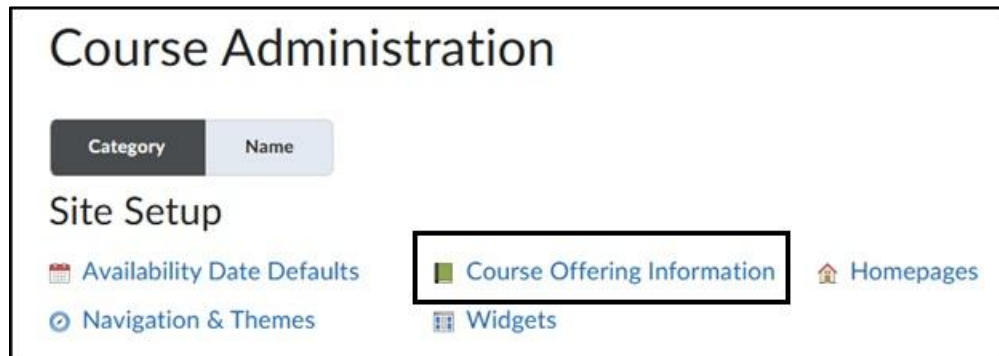 Course Administration
Category Name
Site Setup
Availability Date Defaults Course Offering Information Homepages
Navigation & Themes Widgets